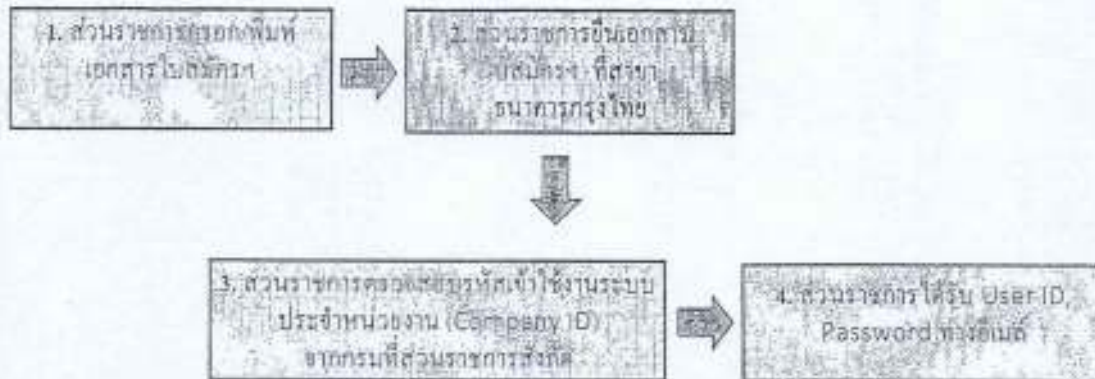 1. ส่วนราชการกรอก/พิมพ์
เอกสารใบสมัครฯ
2. ส่วนราชการยื่นเอกสาร
ใบสมัครฯ ที่สาขา
ธนาคารกรุงไทย
3. ส่วนราชการตรวจสอบรหัสเข้าใช้งานระบบ
ประจำหน่วยงาน (Company ID)
จากกรมที่ส่วนราชการสังกัด
4. ส่วนราชการได้รับ User ID,
Password ทางอีเมล์